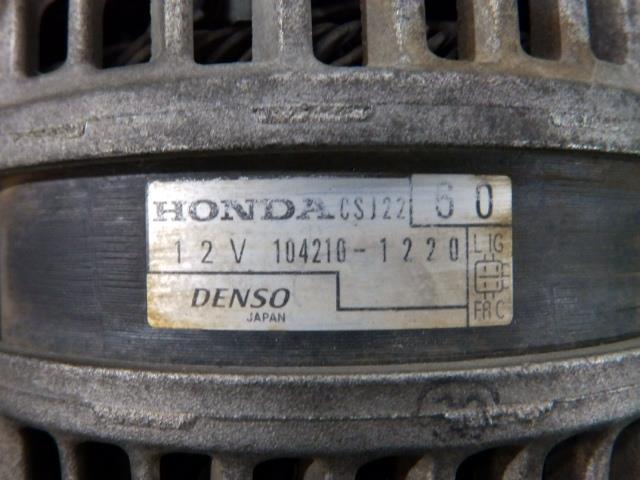 HONDA CSJ22 60
12V 104210-1220
L IG
E
FR C
DENSO
JAPAN